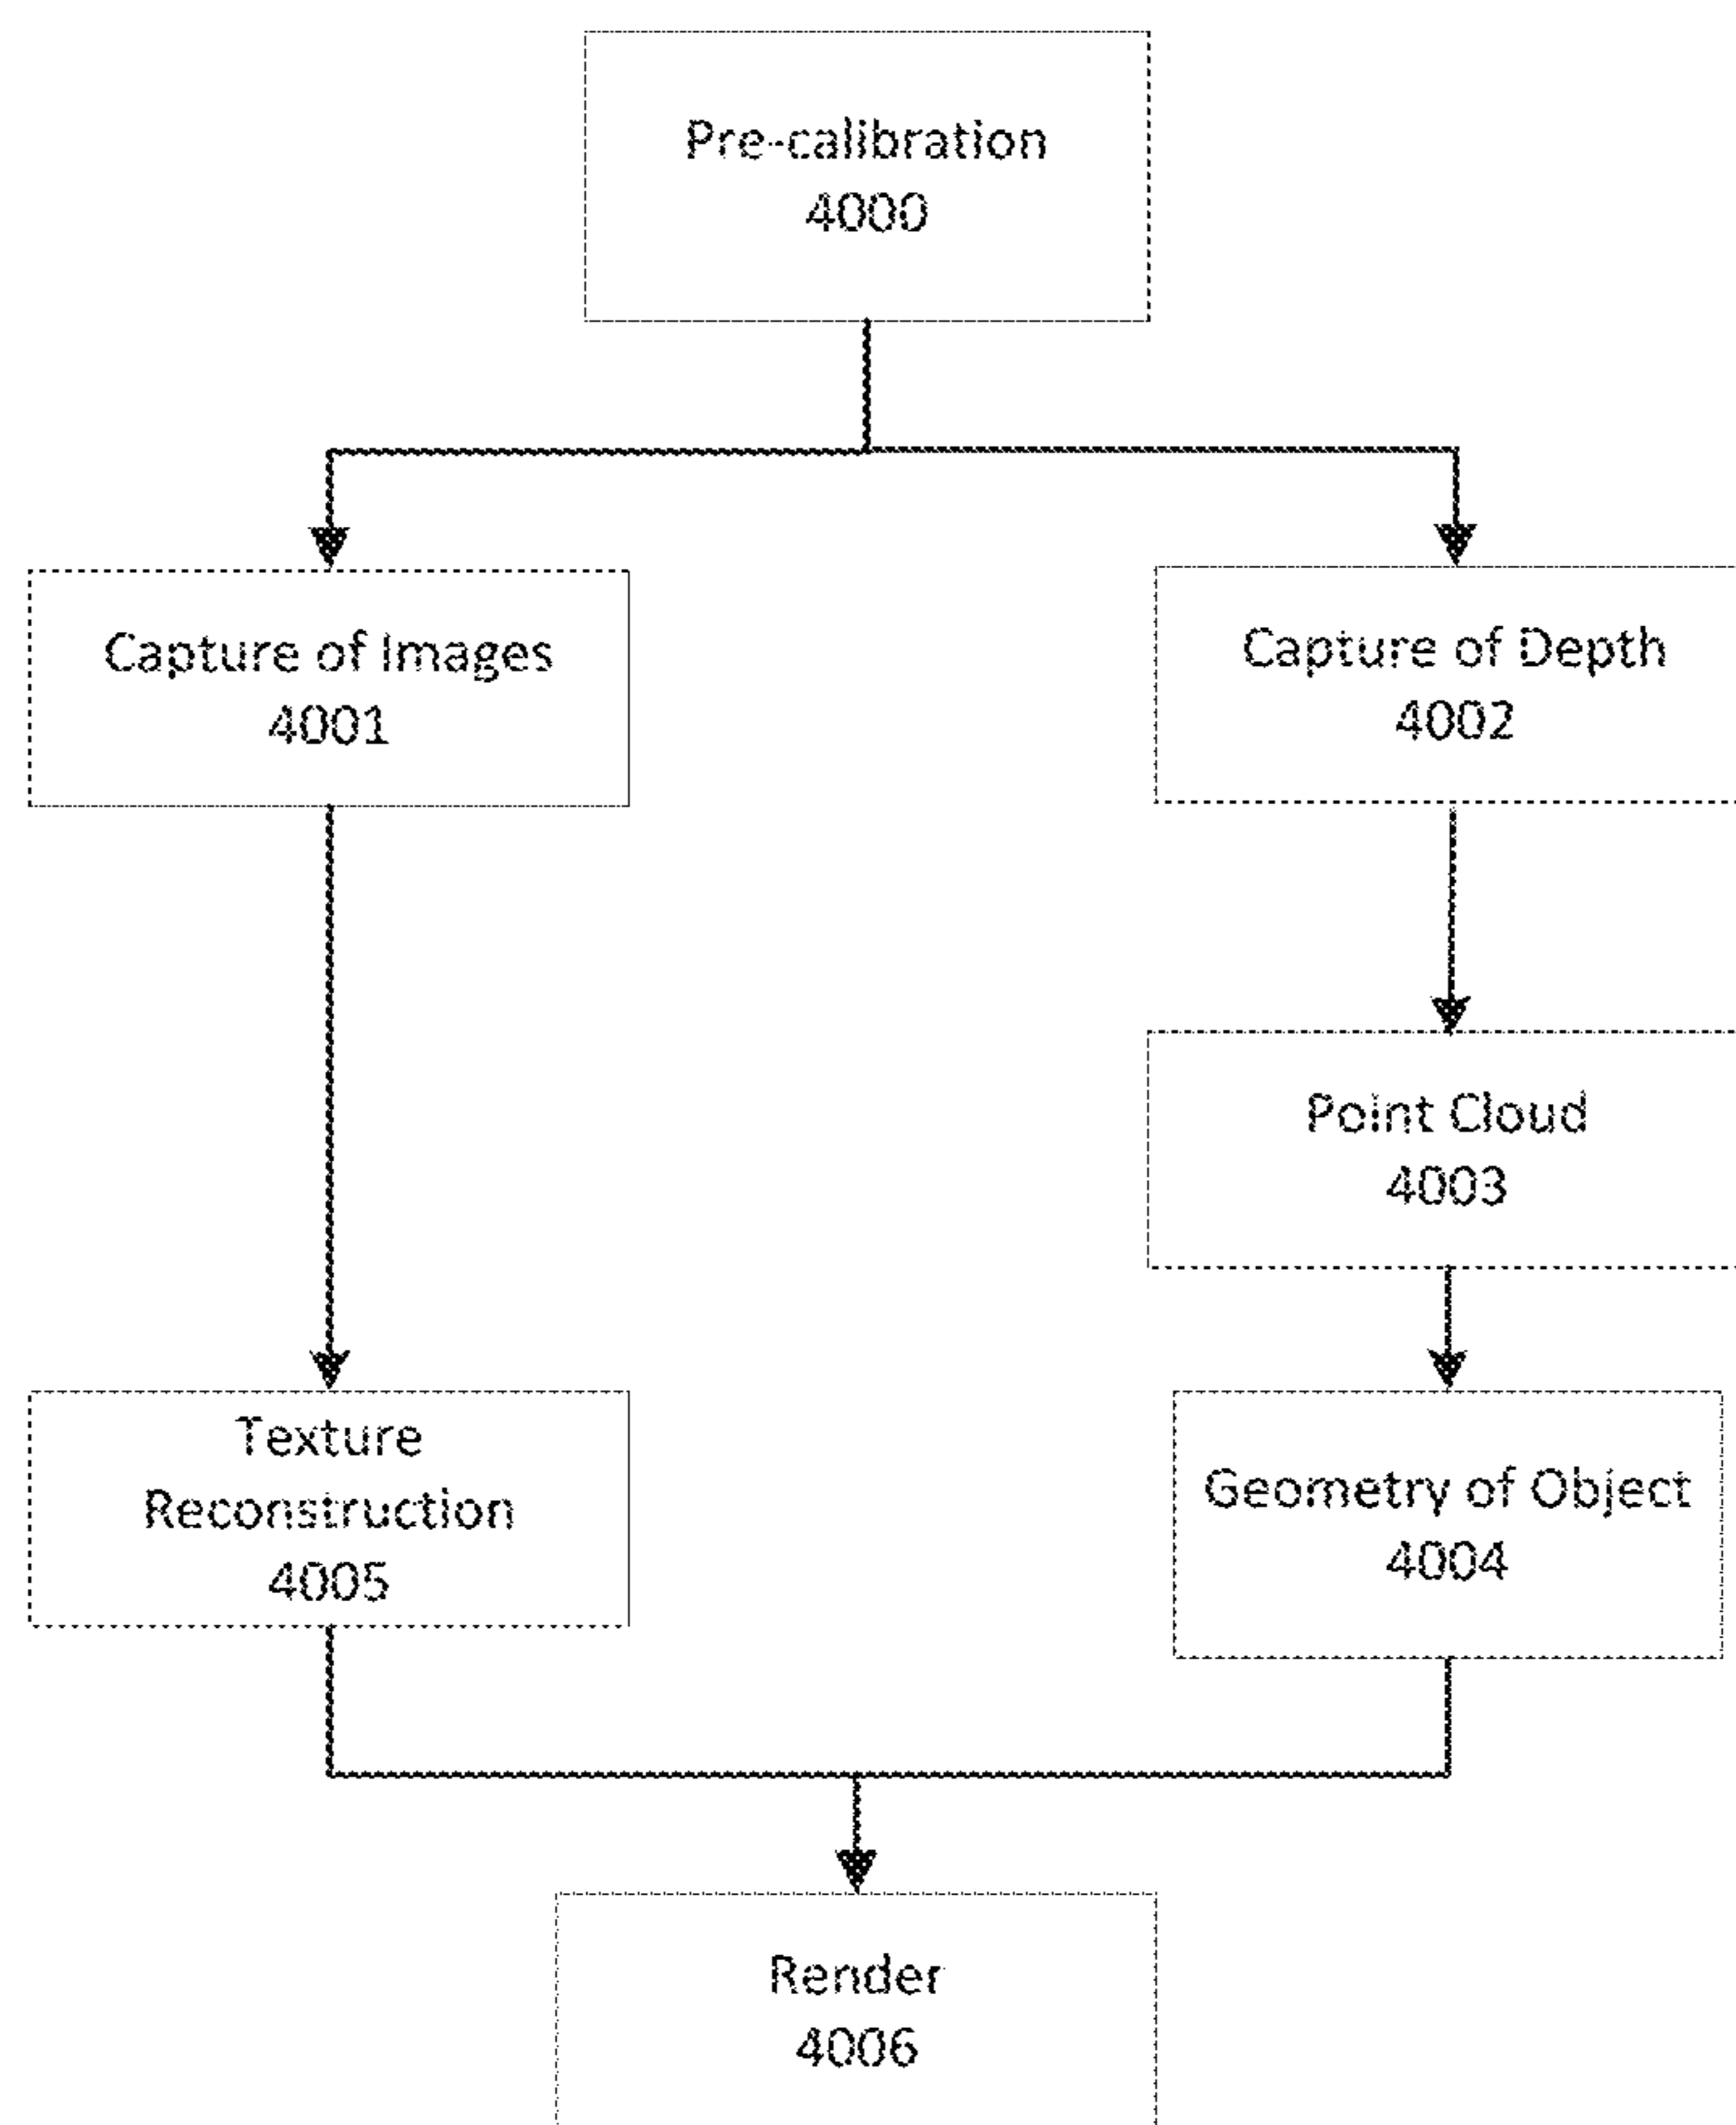 Pre-calibration
4000
Capture of Images
4001
Capture of Depth
4002
Point Cloud
4003
Texture
Reconstruction
4005
Geometry of Object
4004
Render
4006